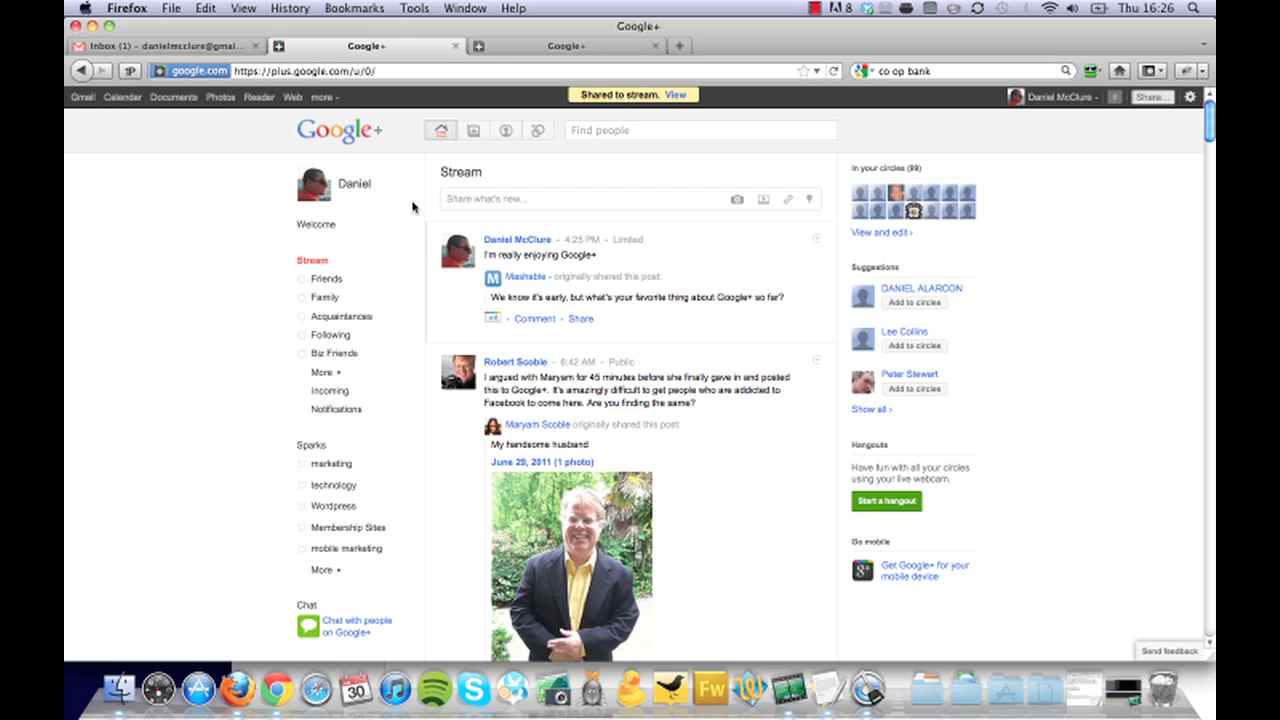 Firefox File Edit View History Bookmarks Tools Window Help
8 Thu 16:26
Google+
Inbox (1) – danielmcclure@gmai...
Google+
Google+
1P google.com https://plus.google.com/u/0/
co op bank
Gmail Calendar Documents Photos Reader Web more
Shared to stream. View
Daniel McClure
Share...
Google+
Find people
Daniel
Welcome
Stream
Friends
Family
Acquaintances
Following
Biz Friends
More
Incoming
Notifications
Sparks
marketing
technology
Wordpress
Membership Sites
mobile marketing
More
Chat
Chat with people
on Google+
Stream
Share what's new...
Daniel McClure - 4:25 PM - Limited
I'm really enjoying Google+
M
Mashable - originally shared this post:
We know it's early, but what's your favorite thing about Google+ so far?
- Comment - Share
Robert Scoble - 6:42 AM - Public
I argued with Maryam for 45 minutes before she finally gave in and posted
this to Google+. It's amazingly difficult to get people who are addicted to
Facebook to come here. Are you finding the same?
Maryam Scoble originally shared this post:
My handsome husband
June 29, 2011 (1 photo)
In your circles (99)
View and edit ›
Suggestions
DANIEL ALARCON
Add to circles
Lee Collins
Add to circles
Peter Stewert
Add to circles
Show all ›
Hangouts
Have fun with all your circles
using your live webcam.
Start a hangout
Go mobile
Get Google+ for your
mobile device
Send feedback
30
Fw